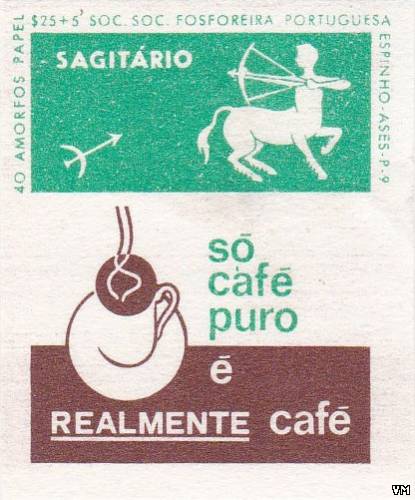 $25+5' SOC. SOC. FOSFOREIRA PORTUGUESA
ESPINHO-ASES-P-9
40 AMORFOS PAPEL
SAGITÁRIO
só
café
puro
é
REALMENTE café
VM